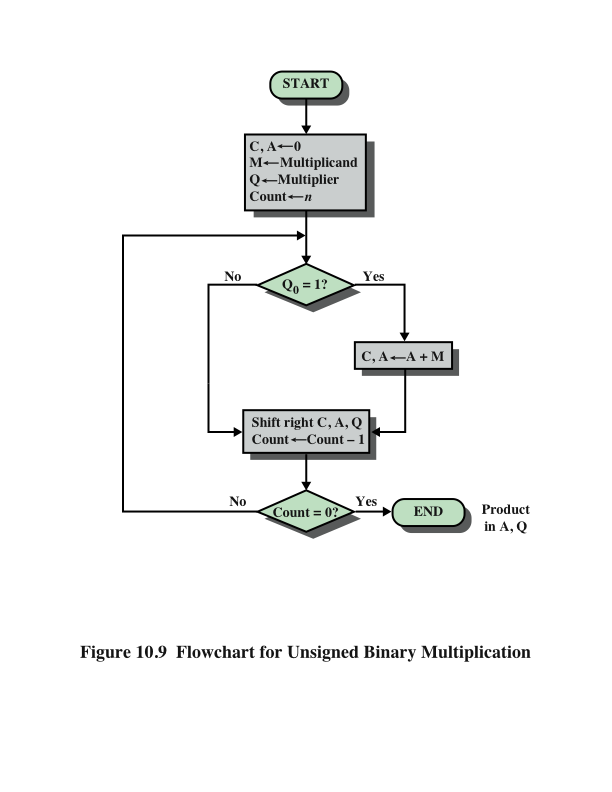 START
C, A←0
M←Multiplicand
Q←Multiplier
Count←n
No
Yes
Q0 = 1?
C, A←A + M
Shift right C, A, Q
Count←Count – 1
No
Yes
Count = 0?
END
Product
in A, Q
Figure 10.9  Flowchart for Unsigned Binary Multiplication